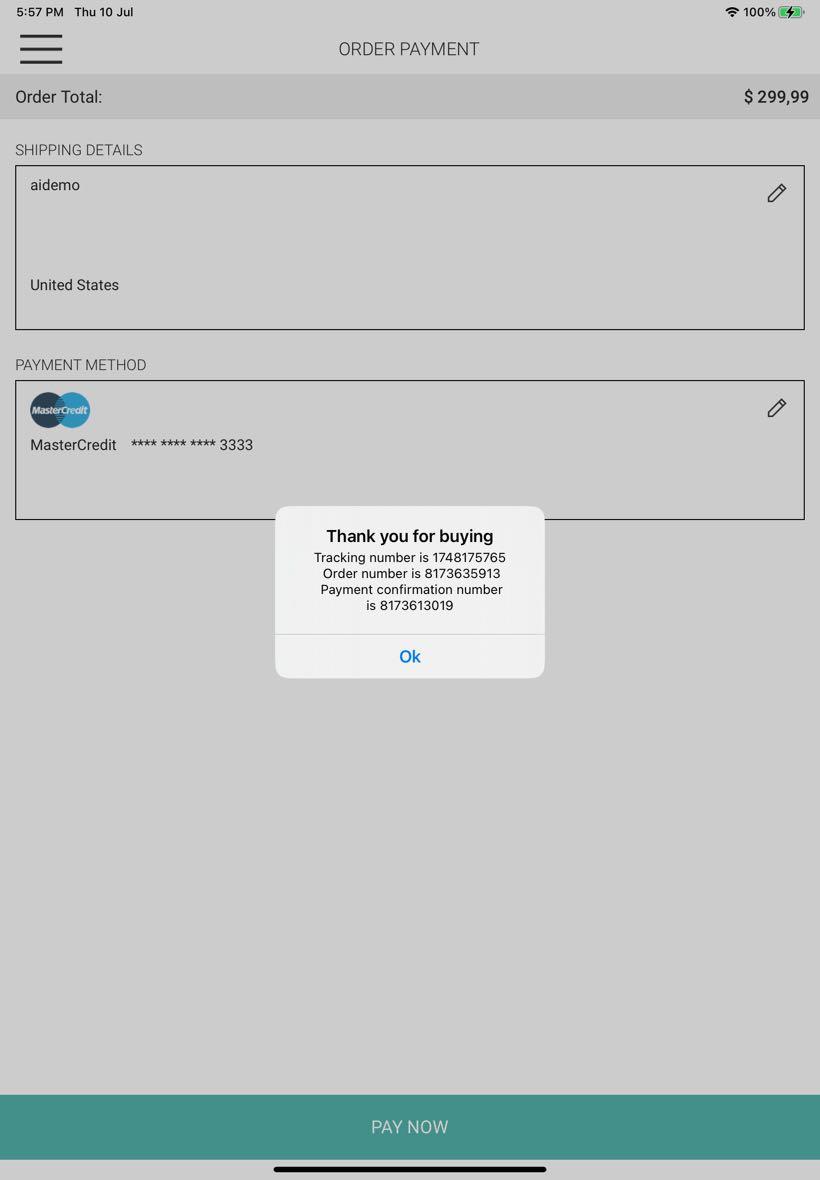 5:57 PM Thu 10 Jul 100%
ORDER PAYMENT
Order Total: $ 299,99
SHIPPING DETAILS
aidemo
United States
PAYMENT METHOD
MasterCredit
MasterCredit **** **** **** 3333
Thank you for buying
Tracking number is 1748175765
Order number is 8173635913
Payment confirmation number
is 8173613019
Ok
PAY NOW